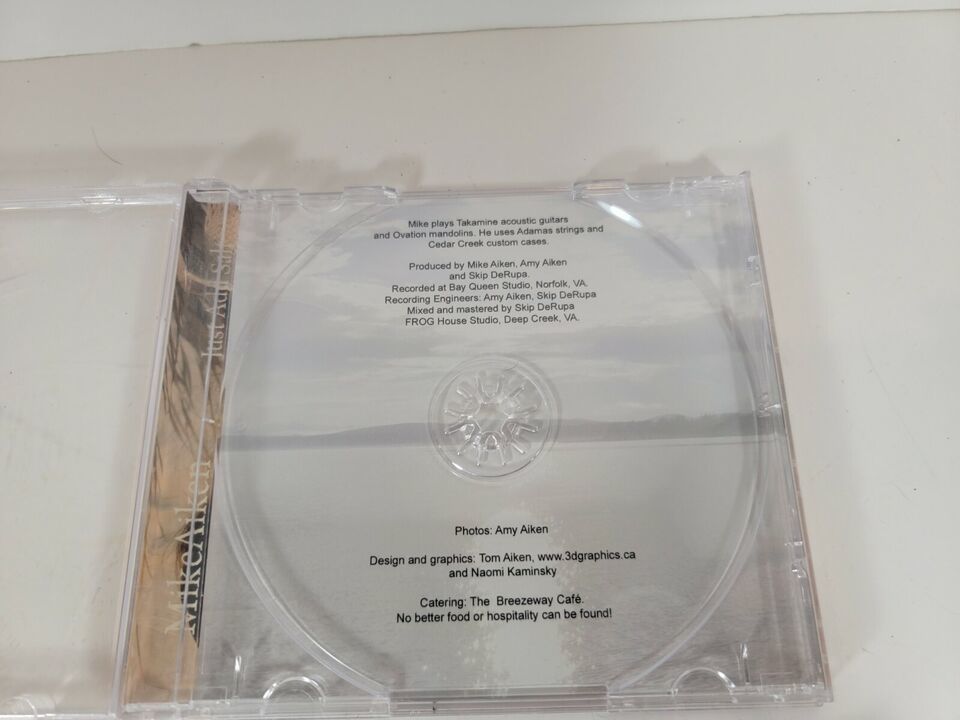 Mike plays Takamine acoustic guitars
and Ovation mandolins. He uses Adamas strings and
Cedar Creek custom cases.
Produced by Mike Aiken, Amy Aiken
and Skip DeRupa.
Recorded at Bay Queen Studio, Norfolk, VA.
Recording Engineers: Amy Aiken, Skip DeRupa
Mixed and mastered by Skip DeRupa
FROG House Studio, Deep Creek, VA.
Photos: Amy Aiken
Design and graphics: Tom Aiken, www.3dgraphics.ca
and Naomi Kaminsky
Catering: The Breezeway Café.
No better food or hospitality can be found!
MikeAiken / Just Add